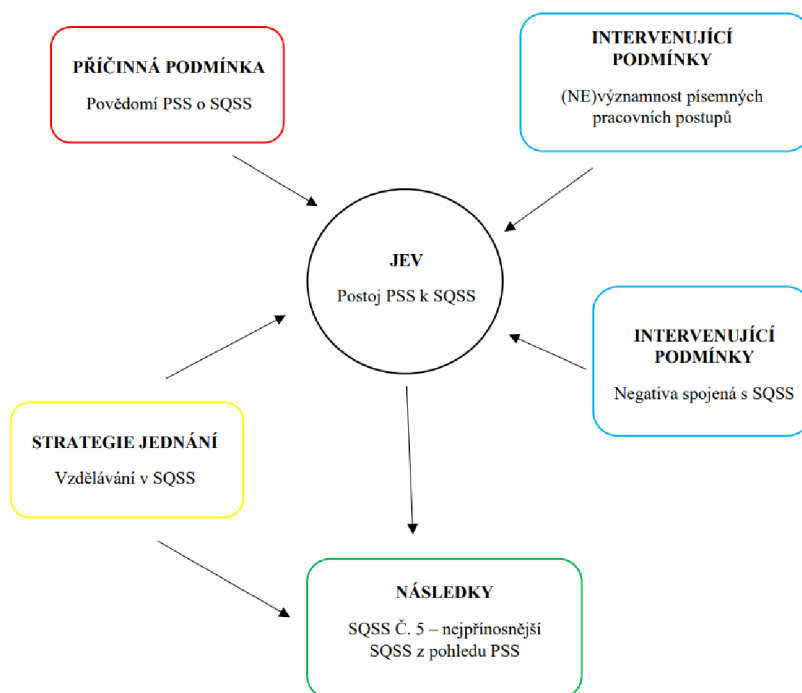 PŘÍČINNÁ PODMÍNKA
Povědomí PSS o SQSS
INTERVENUJÍCÍ
PODMÍNKY
(NE)významnost písemných
pracovních postupů
JEV
Postoj PSS k SQSS
INTERVENUJÍCÍ
PODMÍNKY
Negativa spojená s SQSS
STRATEGIE JEDNÁNÍ
Vzdělávání v SQSS
NÁSLEDKY
SQSS Č. 5 – nejpřínosnější
SQSS z pohledu PSS